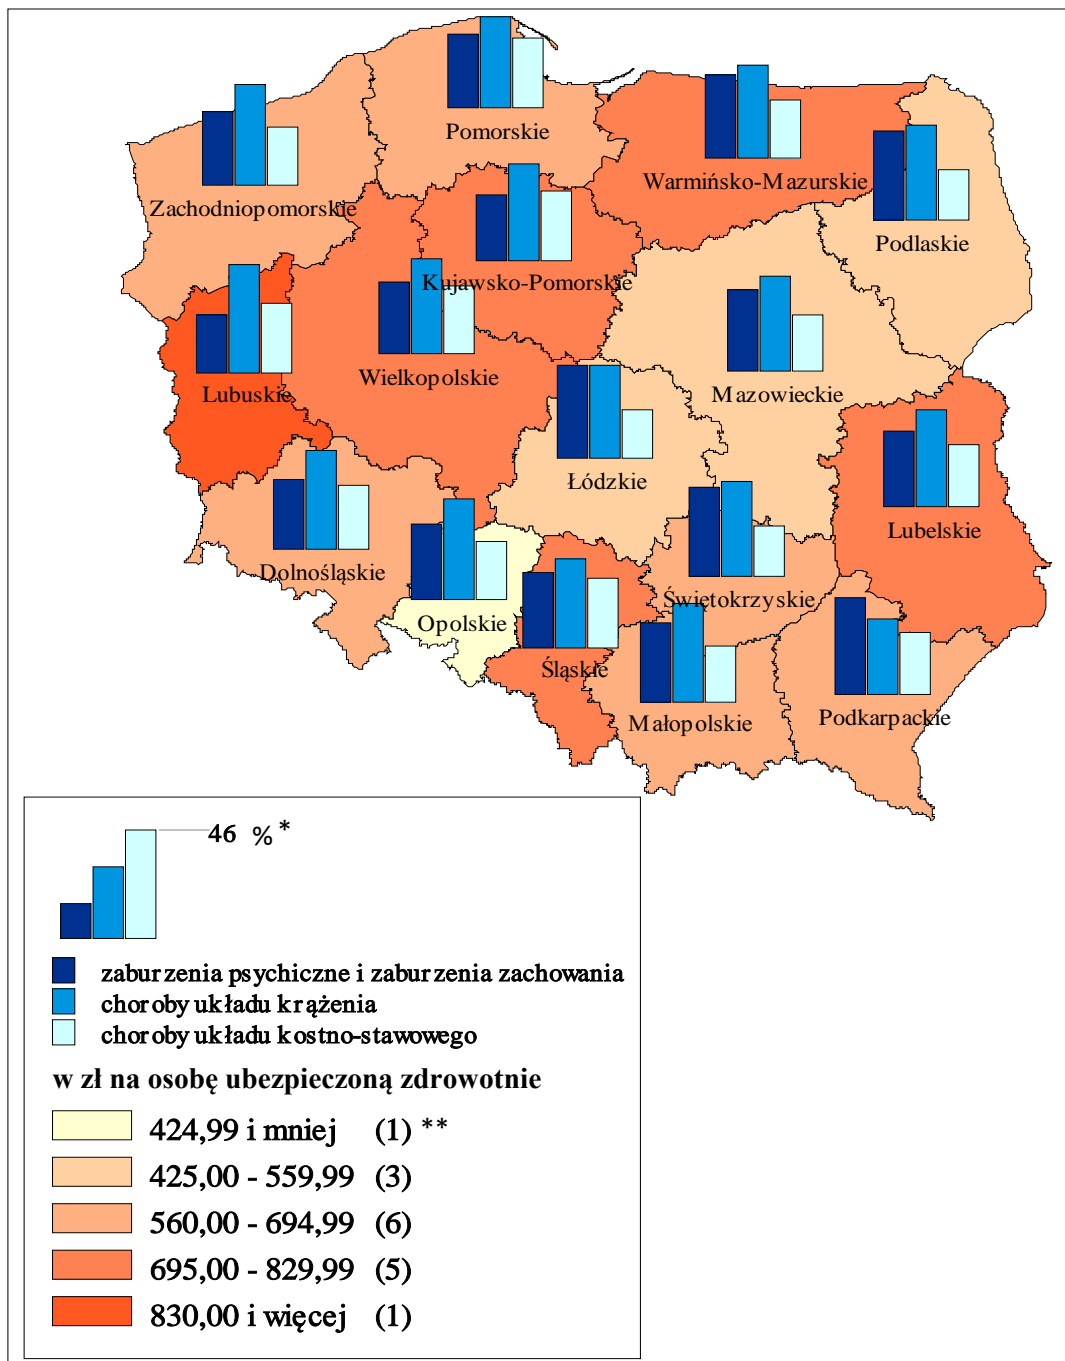 Pomorskie
Warmińsko-Mazurskie
Zachodniopomorskie
Podlaskie
Kujawsko-Pomorskie
Wielkopolskie
Lubuskie
Mazowieckie
Łódzkie
Lubelskie
Dolnośląskie
Świętokrzyskie
Opolskie
Śląskie
Małopolskie
Podkarpackie
46 % *
zaburzenia psychiczne i zaburzenia zachowania
choroby układu krążenia
choroby układu kostno-stawowego
w zł na osobę ubezpieczoną zdrowotnie
424,99 i mniej (1) **
425,00 - 559,99 (3)
560,00 - 694,99 (6)
695,00 - 829,99 (5)
830,00 i więcej (1)